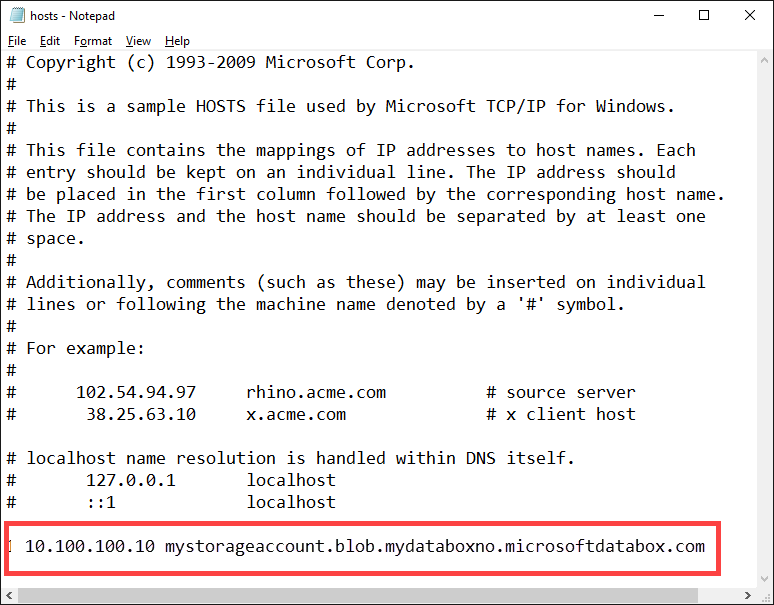 hosts - Notepad
File Edit Format View Help
# Copyright (c) 1993-2009 Microsoft Corp.
#
# This is a sample HOSTS file used by Microsoft TCP/IP for Windows.
#
# This file contains the mappings of IP addresses to host names. Each
# entry should be kept on an individual line. The IP address should
# be placed in the first column followed by the corresponding host name.
# The IP address and the host name should be separated by at least one
# space.
#
# Additionally, comments (such as these) may be inserted on individual
# lines or following the machine name denoted by a '#' symbol.
#
# For example:
#
#      102.54.94.97     rhino.acme.com          # source server
#       38.25.63.10     x.acme.com              # x client host

# localhost name resolution is handled within DNS itself.
#       127.0.0.1       localhost
#       ::1             localhost

10.100.100.10 mystorageaccount.blob.mydataboxno.microsoftdatabox.com